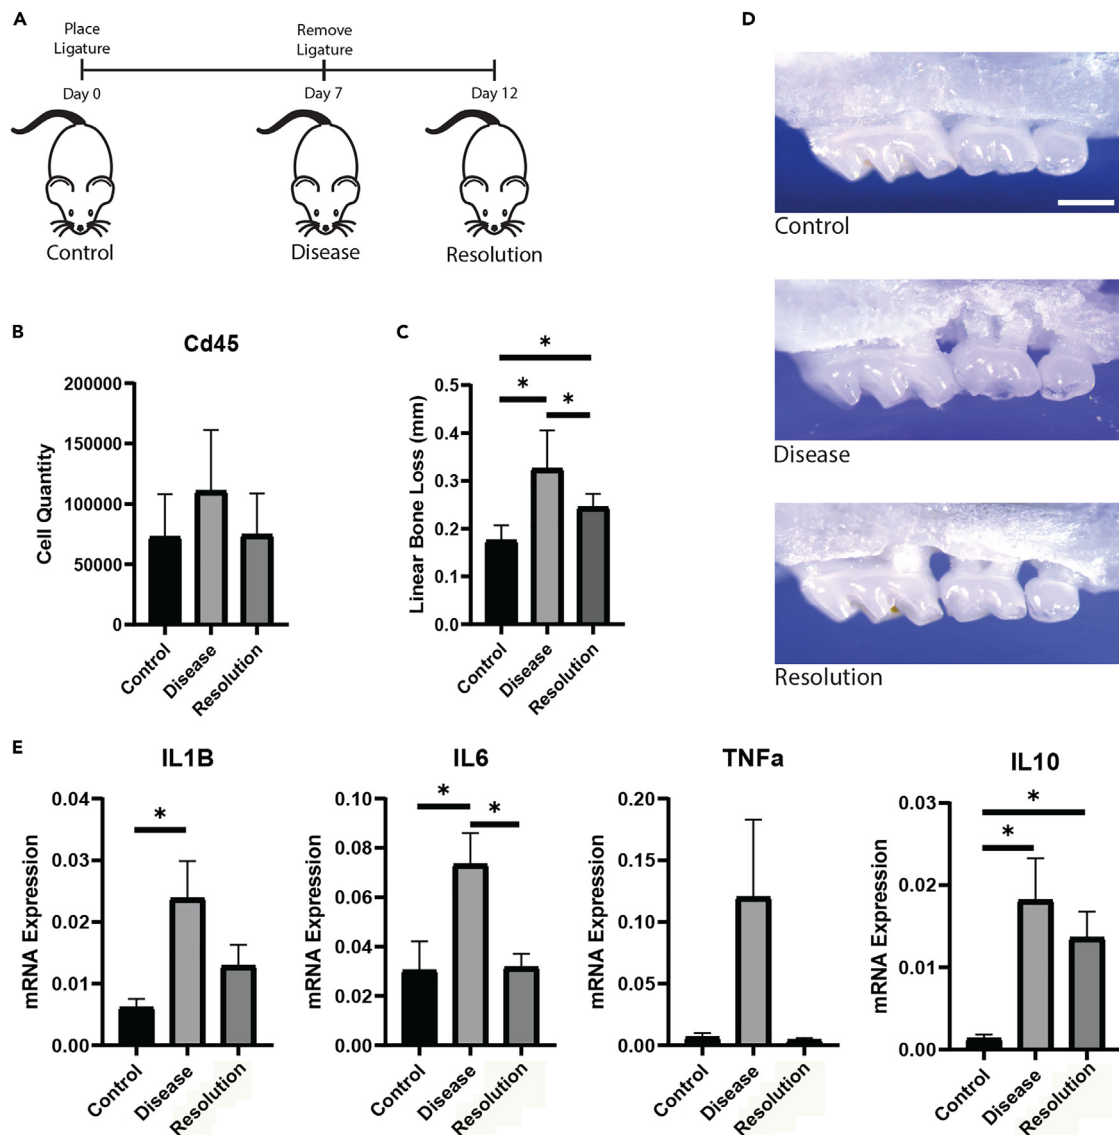 A
Place
Ligature
Remove
Ligature
Day 0
Day 7
Day 12
Control
Disease
Resolution
B
Cd45
Cell Quantity
200000
150000
100000
50000
0
Control
Disease
Resolution
C
*
*
*
Linear Bone Loss (mm)
0.5
0.4
0.3
0.2
0.1
0.0
Control
Disease
Resolution
D
Control
Disease
Resolution
E
IL1B
*
mRNA Expression
0.04
0.03
0.02
0.01
0.00
Control
Disease
Resolution
IL6
*
*
mRNA Expression
0.10
0.08
0.06
0.04
0.02
0.00
Control
Disease
Resolution
TNFa
mRNA Expression
0.20
0.15
0.10
0.05
0.00
Control
Disease
Resolution
IL10
*
*
mRNA Expression
0.03
0.02
0.01
0.00
Control
Disease
Resolution